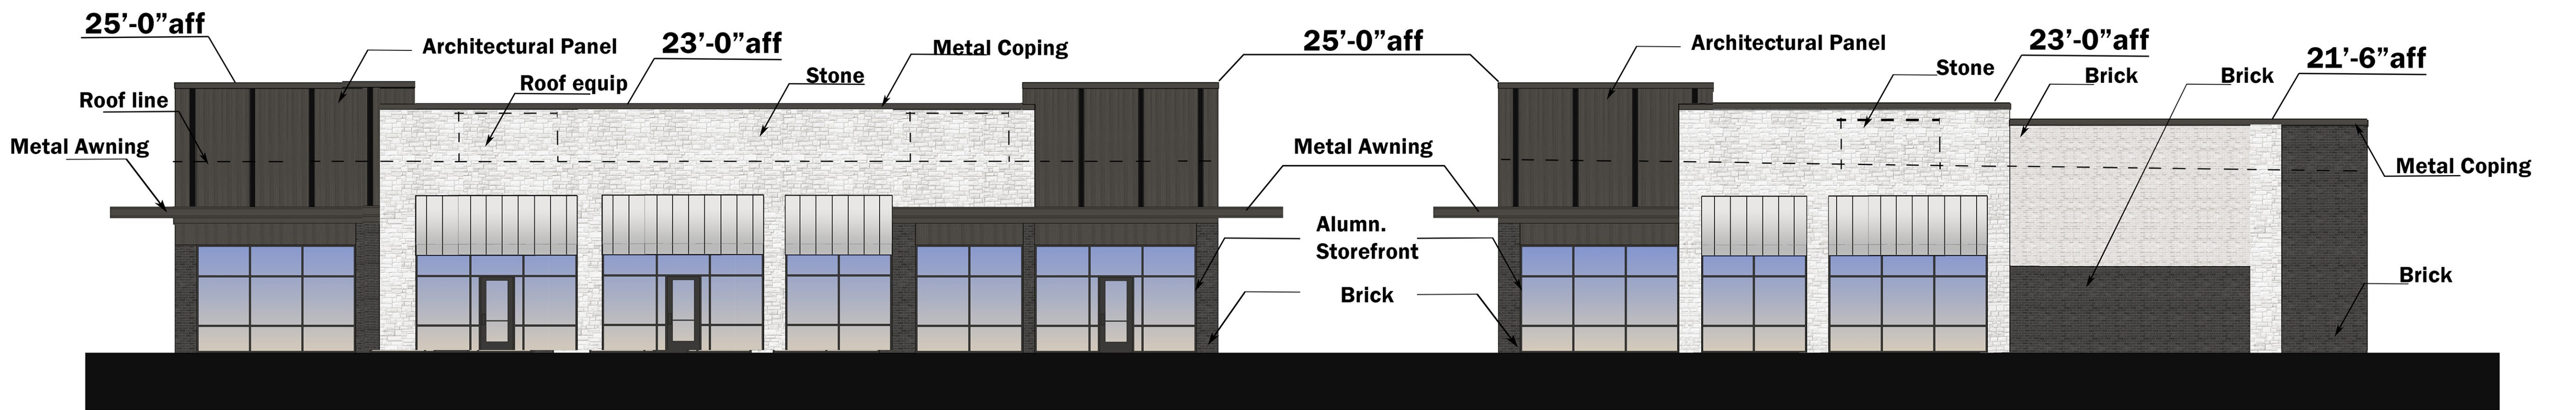 25’-0”aff
Architectural Panel
23’-0”aff
Metal Coping
25’-0”aff
Architectural Panel
23’-0”aff
21’-6”aff
Roof line
Roof equip
Stone
Stone
Brick
Brick
Metal Awning
Metal Awning
Metal Coping
Alumn.
Storefront
Brick
Brick